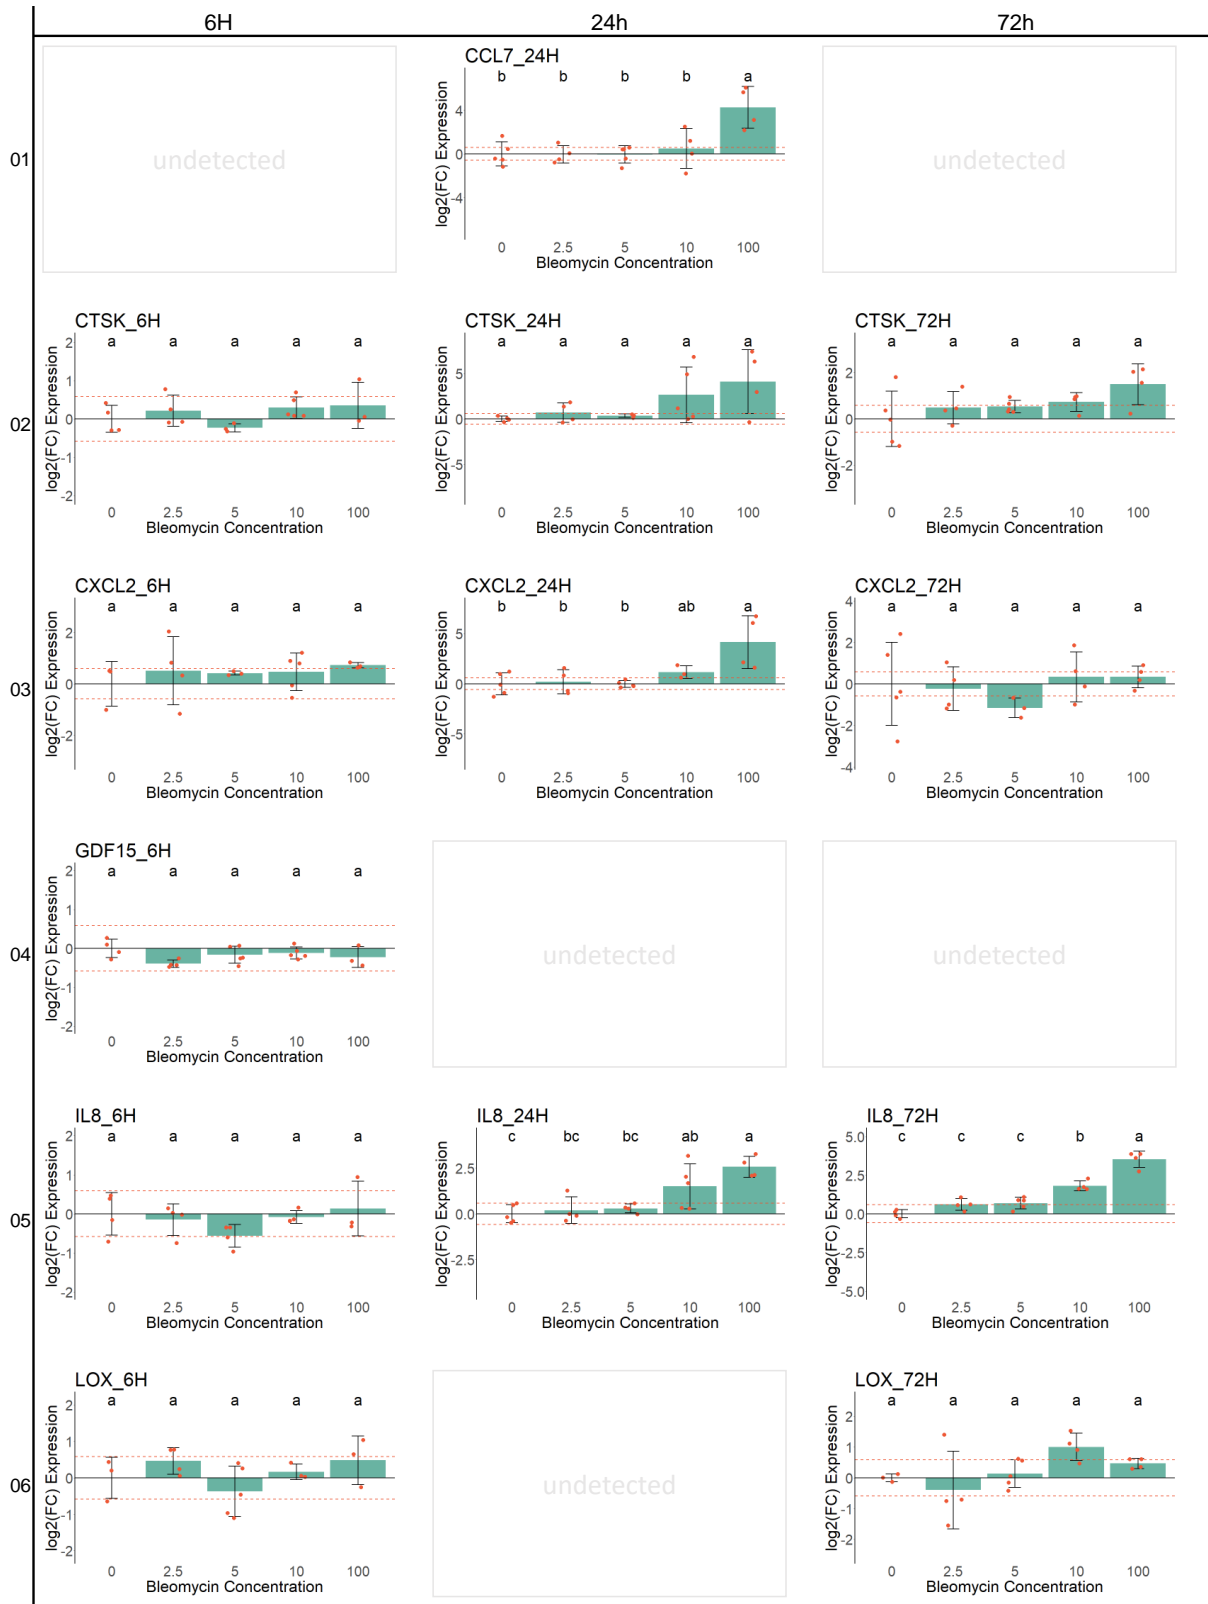 6H 24h 72h
01
undetected
CCL7_24H
log2(FC) Expression
b b b b a
4
0
-4
0 2.5 5 10 100
Bleomycin Concentration
undetected
02
CTSK_6H
log2(FC) Expression
a a a a a
2
1
0
-1
-2
0 2.5 5 10 100
Bleomycin Concentration
CTSK_24H
log2(FC) Expression
a a a a a
5
0
-5
0 2.5 5 10 100
Bleomycin Concentration
CTSK_72H
log2(FC) Expression
a a a a a
2
0
-2
0 2.5 5 10 100
Bleomycin Concentration
03
CXCL2_6H
log2(FC) Expression
a a a a a
2
0
-2
0 2.5 5 10 100
Bleomycin Concentration
CXCL2_24H
log2(FC) Expression
b b b ab a
5
0
-5
0 2.5 5 10 100
Bleomycin Concentration
CXCL2_72H
log2(FC) Expression
a a a a a
4
2
0
-2
-4
0 2.5 5 10 100
Bleomycin Concentration
04
GDF15_6H
log2(FC) Expression
a a a a a
2
1
0
-1
-2
0 2.5 5 10 100
Bleomycin Concentration
undetected
undetected
05
IL8_6H
log2(FC) Expression
a a a a a
2
1
0
-1
-2
0 2.5 5 10 100
Bleomycin Concentration
IL8_24H
log2(FC) Expression
c bc bc ab a
2.5
0.0
-2.5
0 2.5 5 10 100
Bleomycin Concentration
IL8_72H
log2(FC) Expression
c c c b a
5.0
2.5
0.0
-2.5
-5.0
0 2.5 5 10 100
Bleomycin Concentration
06
LOX_6H
log2(FC) Expression
a a a a a
2
1
0
-1
-2
0 2.5 5 10 100
Bleomycin Concentration
undetected
LOX_72H
log2(FC) Expression
a a a a a
2
1
0
-1
-2
0 2.5 5 10 100
Bleomycin Concentration